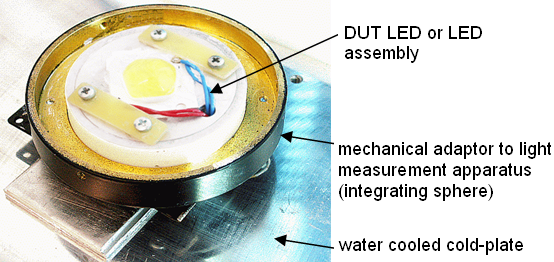 DUT LED or LED
assembly
mechanical adaptor to light
measurement apparatus
(integrating sphere)
water cooled cold-plate